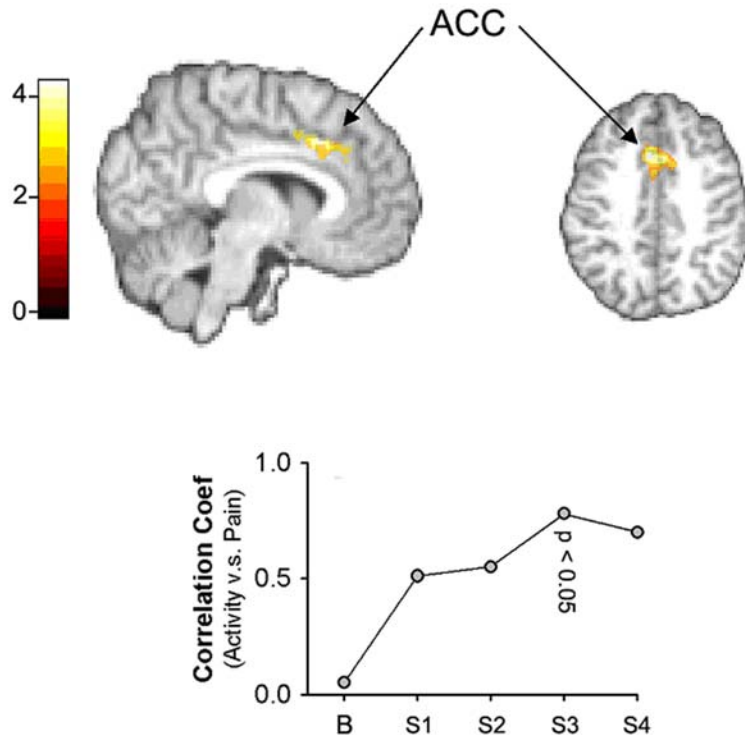 ACC
4
2
0
1.0
0.5
0.0
Correlation Coef
(Activity v.s. Pain)
p < 0.05
B S1 S2 S3 S4